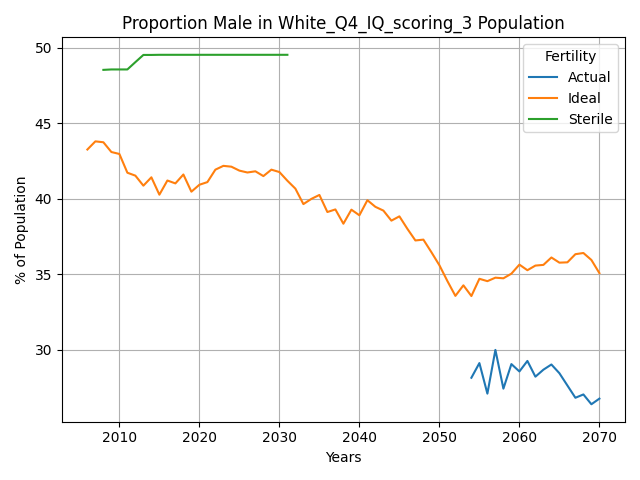 Proportion Male in White_Q4_IQ_scoring_3 Population
% of Population
50
45
40
35
30
Fertility
Actual
Ideal
Sterile
2010 2020 2030 2040 2050 2060 2070
Years